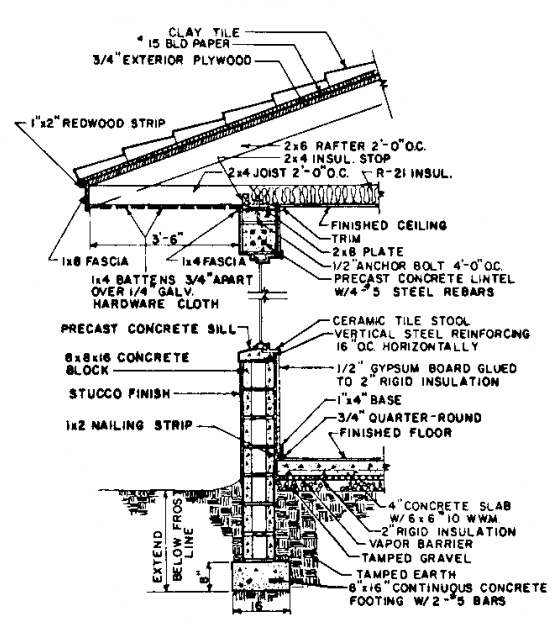 CLAY TILE
#15 BLD PAPER
3/4" EXTERIOR PLYWOOD
1"x2" REDWOOD STRIP
2x6 RAFTER 2'-0" O.C.
2x4 INSUL. STOP
2x4 JOIST 2'-0" O.C.
R-21 INSUL.
FINISHED CEILING
TRIM
3'-6"
2x8 PLATE
1x8 FASCIA
1x4 FASCIA
1/2" ANCHOR BOLT 4'-0" O.C.
1x4 BATTENS 3/4" APART
OVER 1/4" GALV.
HARDWARE CLOTH
PRECAST CONCRETE LINTEL
W/4-#5 STEEL REBARS
CERAMIC TILE STOOL
PRECAST CONCRETE SILL
VERTICAL STEEL REINFORCING
16" O.C. HORIZONTALLY
8x8x16 CONCRETE
BLOCK
1/2" GYPSUM BOARD GLUED
TO 2" RIGID INSULATION
STUCCO FINISH
1"x4" BASE
3/4" QUARTER-ROUND
1x2 NAILING STRIP
FINISHED FLOOR
4" CONCRETE SLAB
W/6x6 #10 WWM.
2" RIGID INSULATION
VAPOR BARRIER
TAMPED GRAVEL
EXTEND
BELOW FROST
LINE
8"
TAMPED EARTH
8"x16" CONTINUOUS CONCRETE
FOOTING W/2-#5 BARS
16